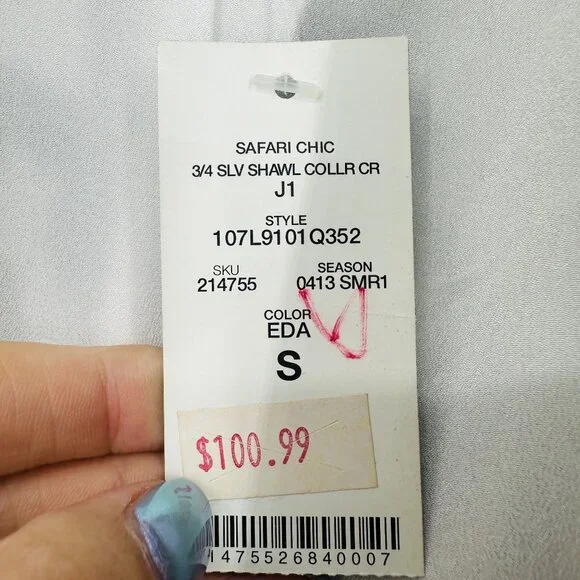 SAFARI CHIC
3/4 SLV SHAWL COLLR CR
J1
STYLE
107L9101Q352
SKU
214755
SEASON
0413 SMR1
COLOR
EDA
S
$100.99
1475526840007